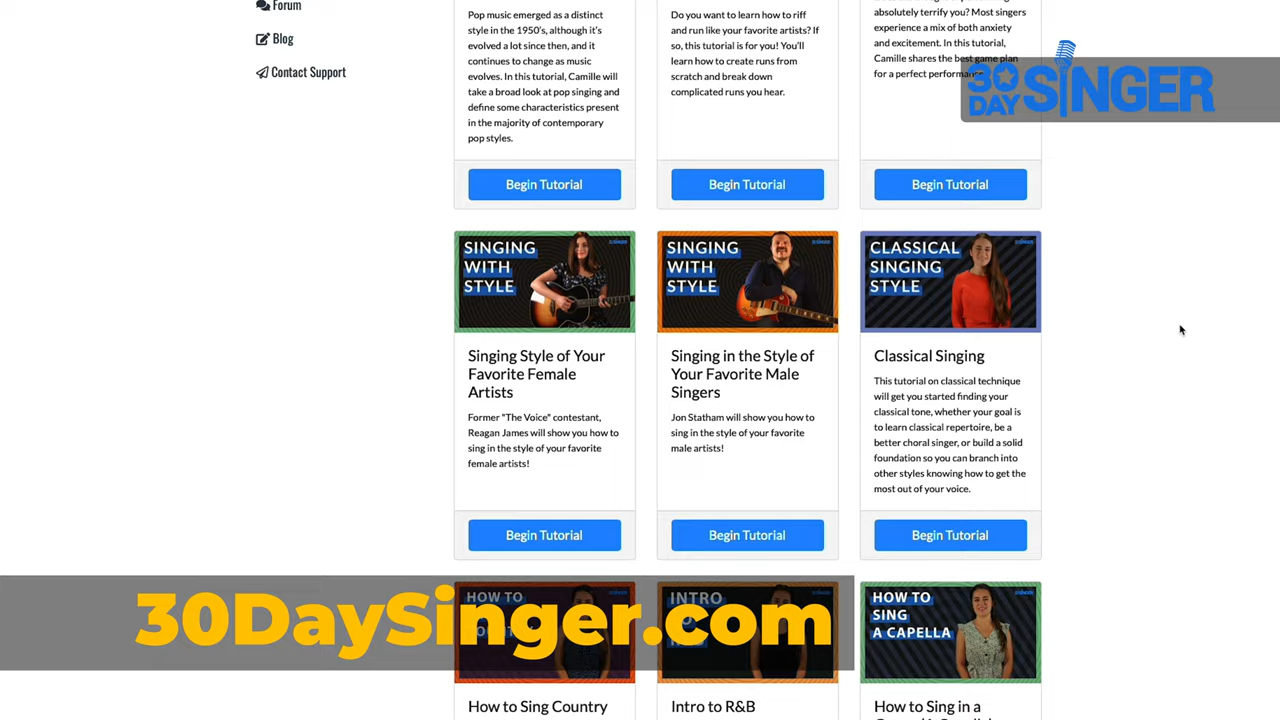 Forum
Blog
Contact Support
Pop music emerged as a distinct
style in the 1950's, although it's
evolved a lot since then, and it
continues to change as music
evolves. In this tutorial, Camille will
take a broad look at pop singing and
define some characteristics present
in the majority of contemporary
pop styles.
Begin Tutorial
Do you want to learn how to riff
and run like your favorite artists? If
so, this tutorial is for you! You'll
learn how to create runs from
scratch and break down
complicated runs you hear.
Begin Tutorial
absolutely terrify you? Most singers
experience a mix of both anxiety
and excitement. In this tutorial,
Camille shares the best game plan
for a perfect performance.
Begin Tutorial
30 DAY SINGER
SINGING
WITH
STYLE
Singing Style of Your
Favorite Female
Artists
Former "The Voice" contestant,
Reagan James will show you how to
sing in the style of your favorite
female artists!
Begin Tutorial
SINGING
WITH
STYLE
Singing in the Style of
Your Favorite Male
Singers
Jon Statham will show you how to
sing in the style of your favorite
male artists!
Begin Tutorial
CLASSICAL
SINGING
STYLE
Classical Singing
This tutorial on classical technique
will get you started finding your
classical tone, whether your goal is
to learn classical repertoire, be a
better choral singer, or build a solid
foundation so you can branch into
other styles knowing how to get the
most out of your voice.
Begin Tutorial
30DaySinger.com
HOW TO
How to Sing Country
INTRO
Intro to R&B
HOW TO
SING
A CAPELLA
How to Sing in a